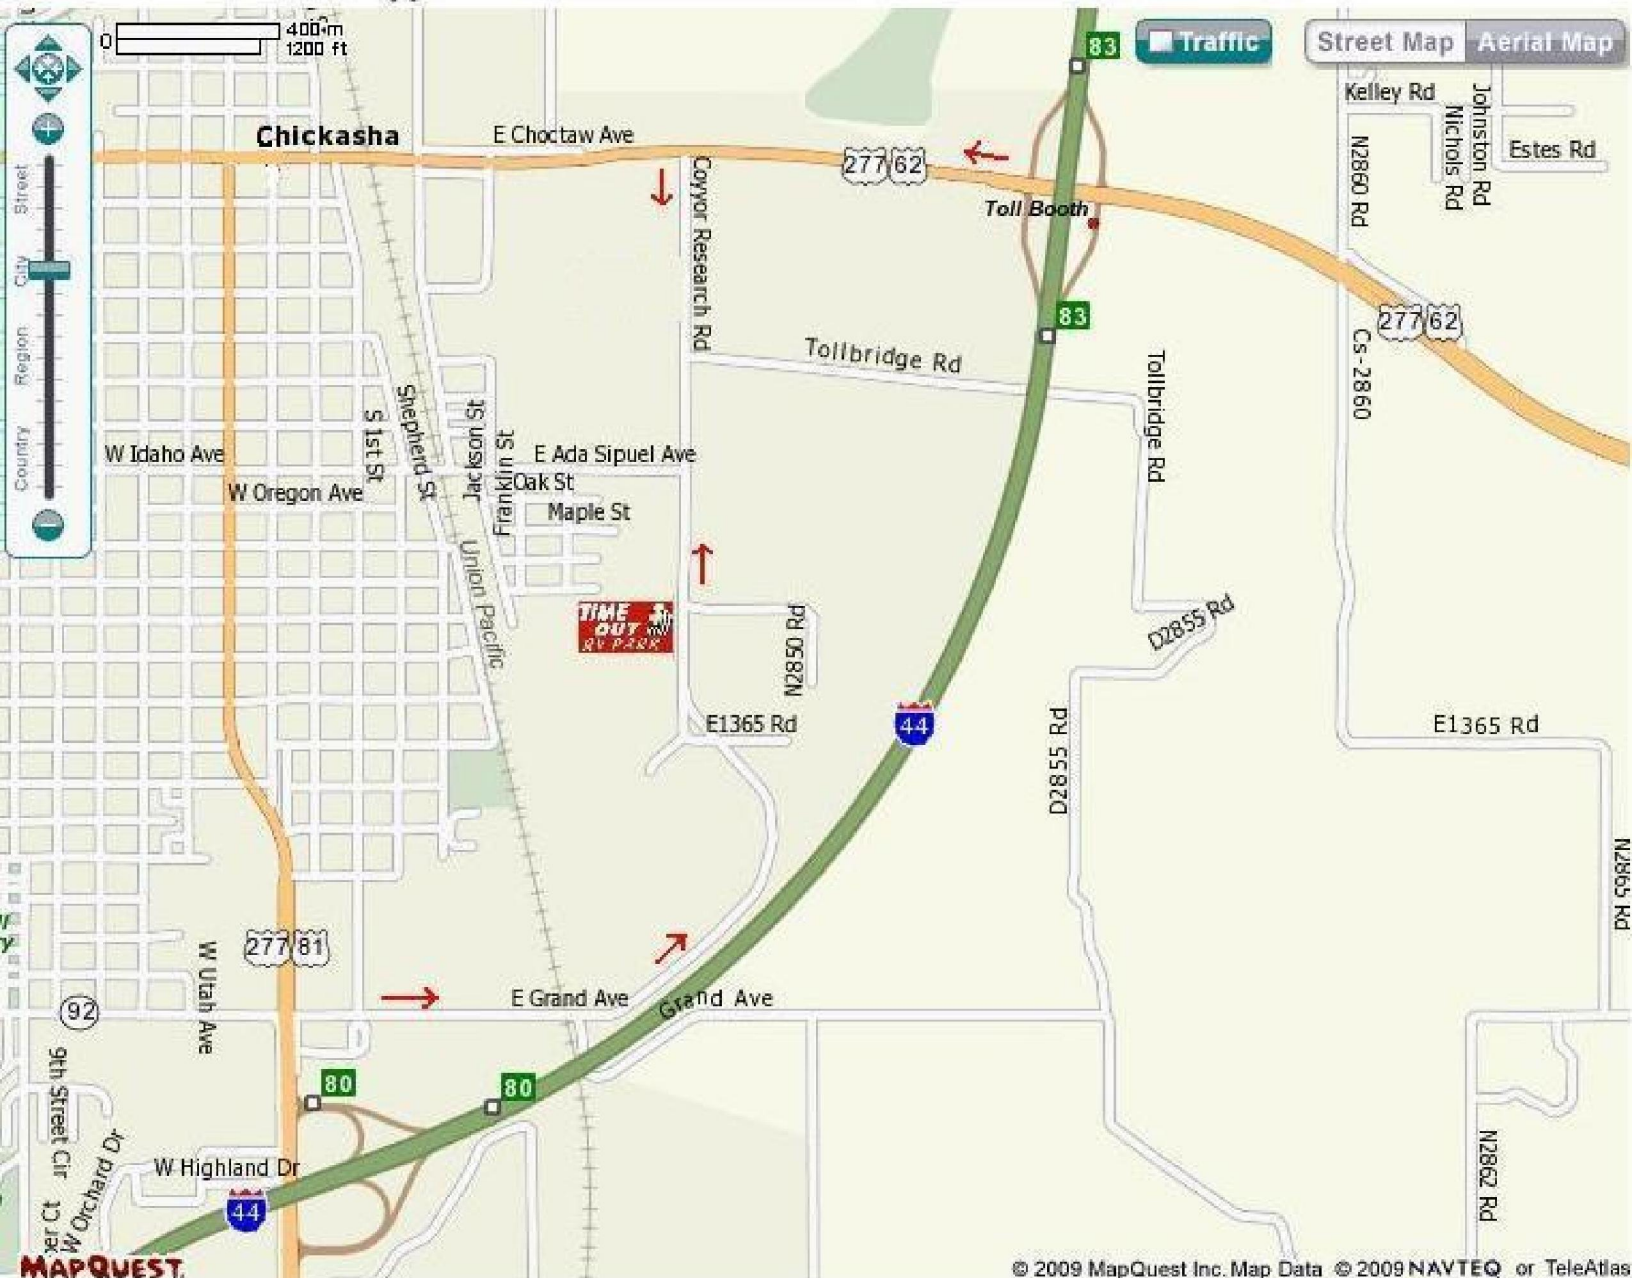 0
400 m
1200 ft
83
Traffic
Street Map
Aerial Map
Kelley Rd
Johnston Rd
Nichols Rd
Estes Rd
Chickasha
E Choctaw Ave
277
62
N2860 Rd
Street
Coyyor Research Rd
Toll Booth
City
83
277
62
Region
Tollbridge Rd
Tollbridge Rd
Cs-2860
Country
W Idaho Ave
S 1st St
Shepherd St
Jackson St
Franklin St
E Ada Sipuel Ave
W Oregon Ave
Oak St
Maple St
Union Pacific
TIME
OUT
RV PARK
N2850 Rd
D2855 Rd
E1365 Rd
44
D2855 Rd
E1365 Rd
N2865 Rd
277
81
W Utah Ave
92
E Grand Ave
Grand Ave
9th Street Cir
80
80
W Orchard Dr
W Highland Dr
44
N2862 Rd
Ct
MAPQUEST
© 2009 MapQuest Inc. Map Data © 2009 NAVTEQ or TeleAtlas